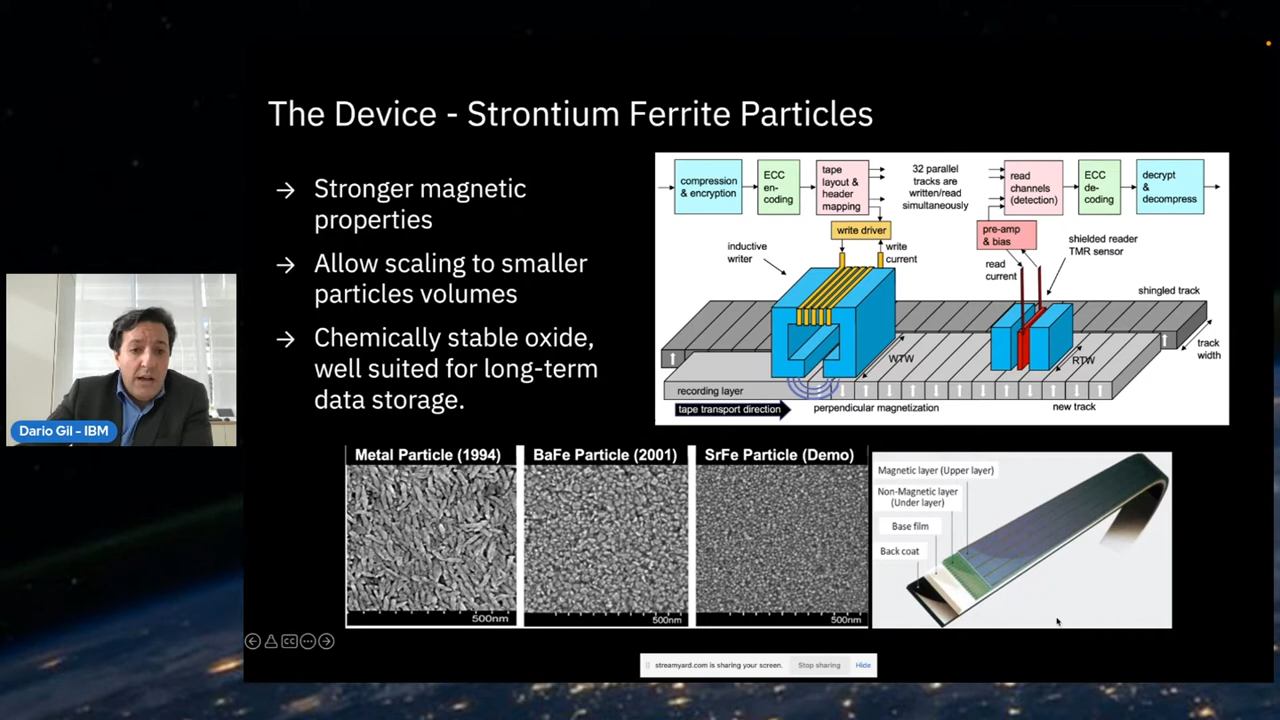 The Device - Strontium Ferrite Particles
→ Stronger magnetic
properties
→ Allow scaling to smaller
particles volumes
→ Chemically stable oxide,
well suited for long-term
data storage.
compression
& encryption
ECC
en-
coding
tape
layout &
header
mapping
32 parallel
tracks are
written/read
simultaneously
read
channels
(detection)
ECC
de-
coding
decrypt
&
decompress
write driver
pre-amp
& bias
inductive
writer
write
current
read
current
shielded reader
TMR sensor
shingled track
track
width
WTW
RTW
recording layer
tape transport direction
perpendicular magnetization
new track
Dario Gil - IBM
Metal Particle (1994)
500nm
BaFe Particle (2001)
500nm
SrFe Particle (Demo)
500nm
Magnetic layer (Upper layer)
Non-Magnetic layer
(Under layer)
Base film
Back coat
CC
streamyard.com is sharing your screen.
Stop sharing
Hide